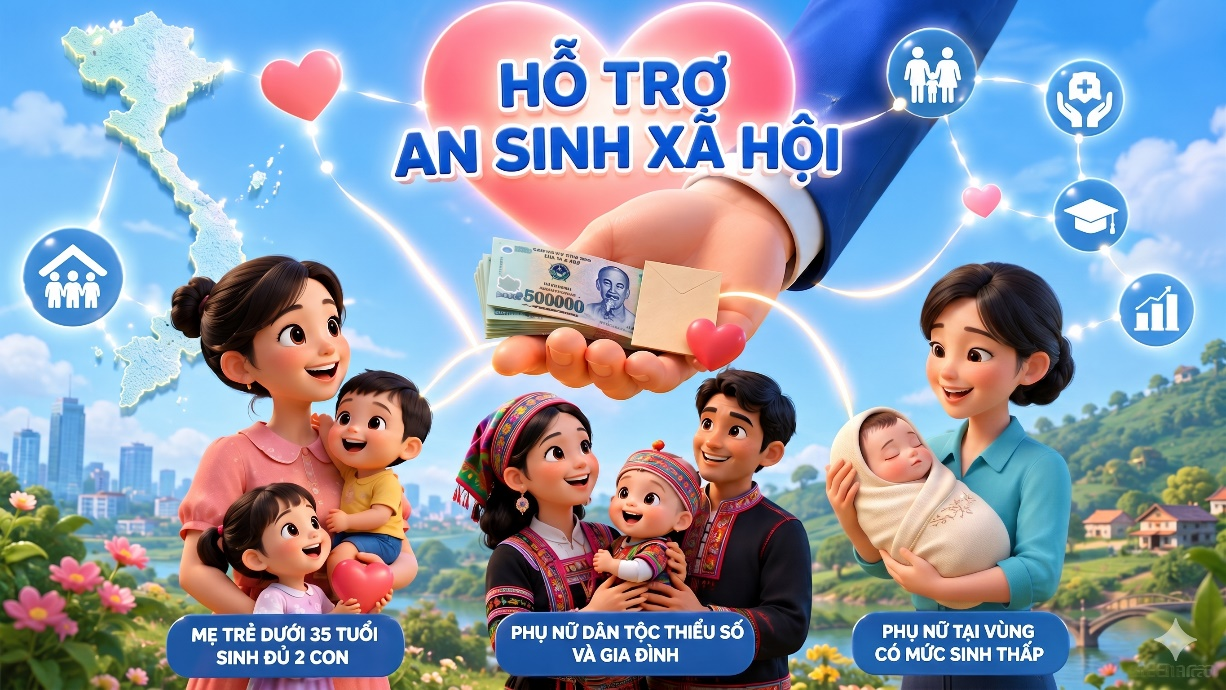 HỖ TRỢ
AN SINH XÃ HỘI
500000
MẸ TRẺ DƯỚI 35 TUỔI
SINH ĐỦ 2 CON
PHỤ NỮ DÂN TỘC THIỂU SỐ
VÀ GIA ĐÌNH
PHỤ NỮ TẠI VÙNG
CÓ MỨC SINH THẤP